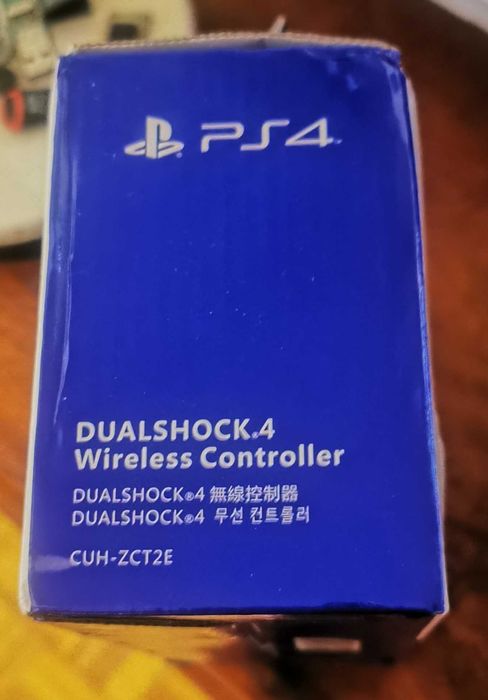 PS4
DUALSHOCK®4
Wireless Controller
DUALSHOCK®4 無線控制器
DUALSHOCK®4 무선 컨트롤러
CUH-ZCT2E